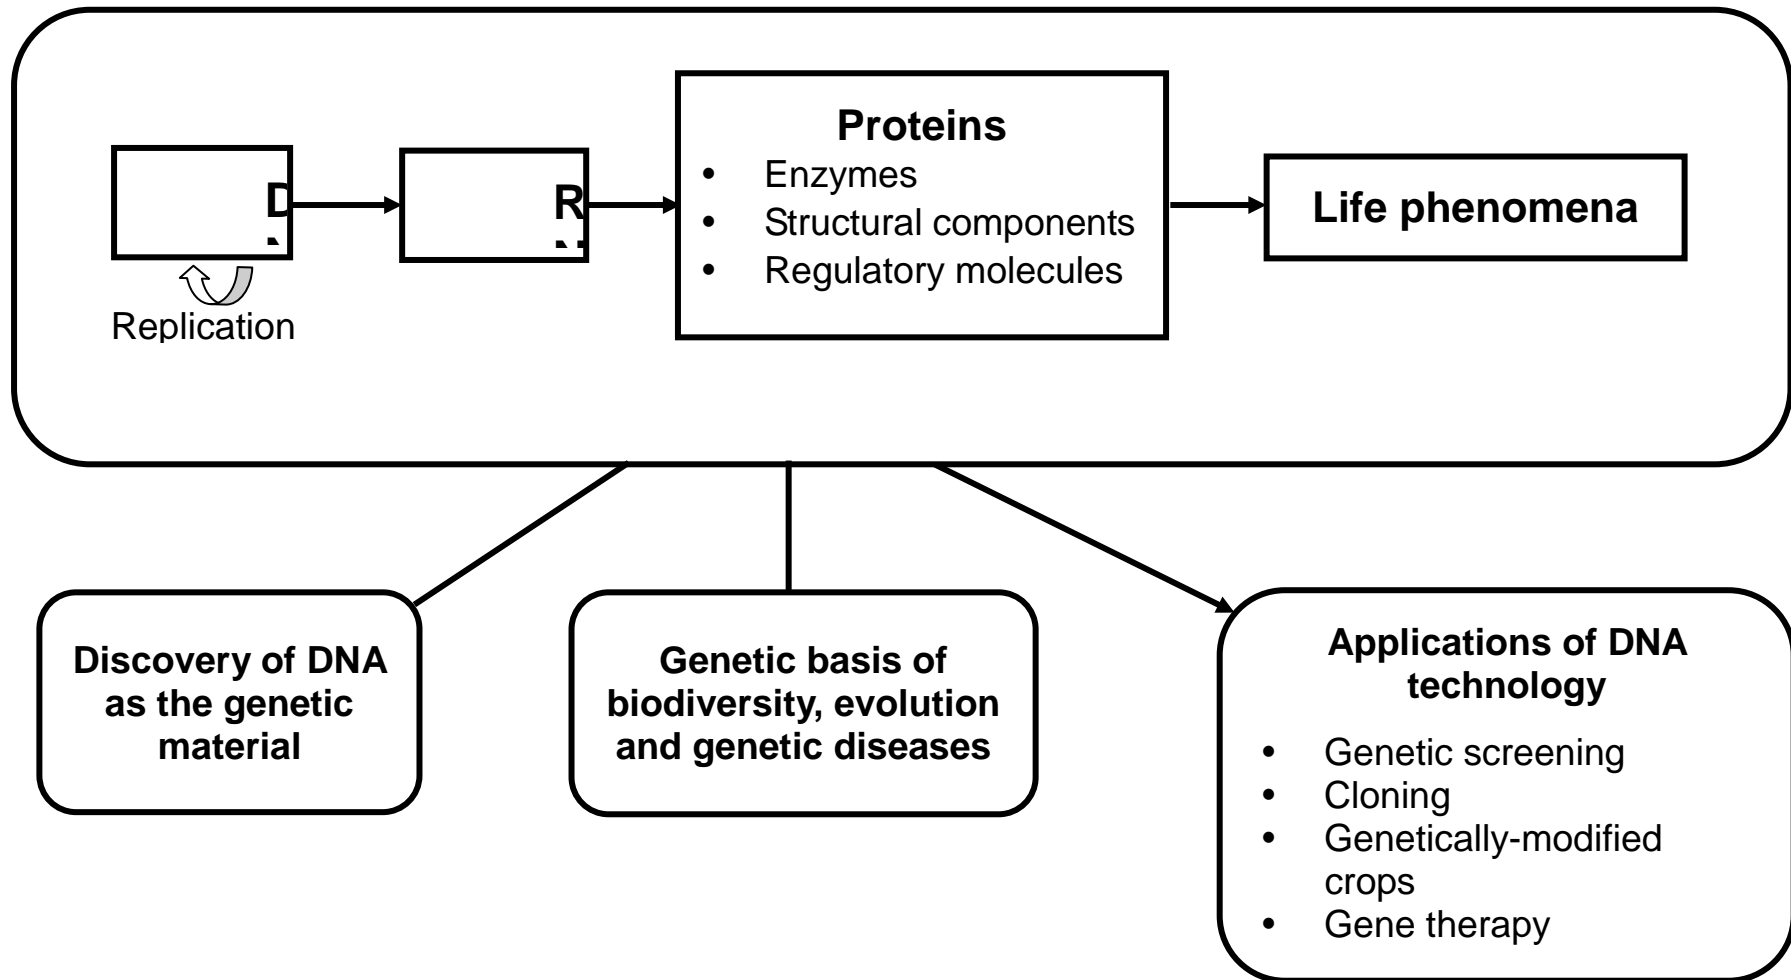 Proteins
• Enzymes
• Structural components
• Regulatory molecules
D
R
Life phenomena
Replication
Discovery of DNA
as the genetic
material
Genetic basis of
biodiversity, evolution
and genetic diseases
Applications of DNA
technology
• Genetic screening
• Cloning
• Genetically-modified
crops
• Gene therapy